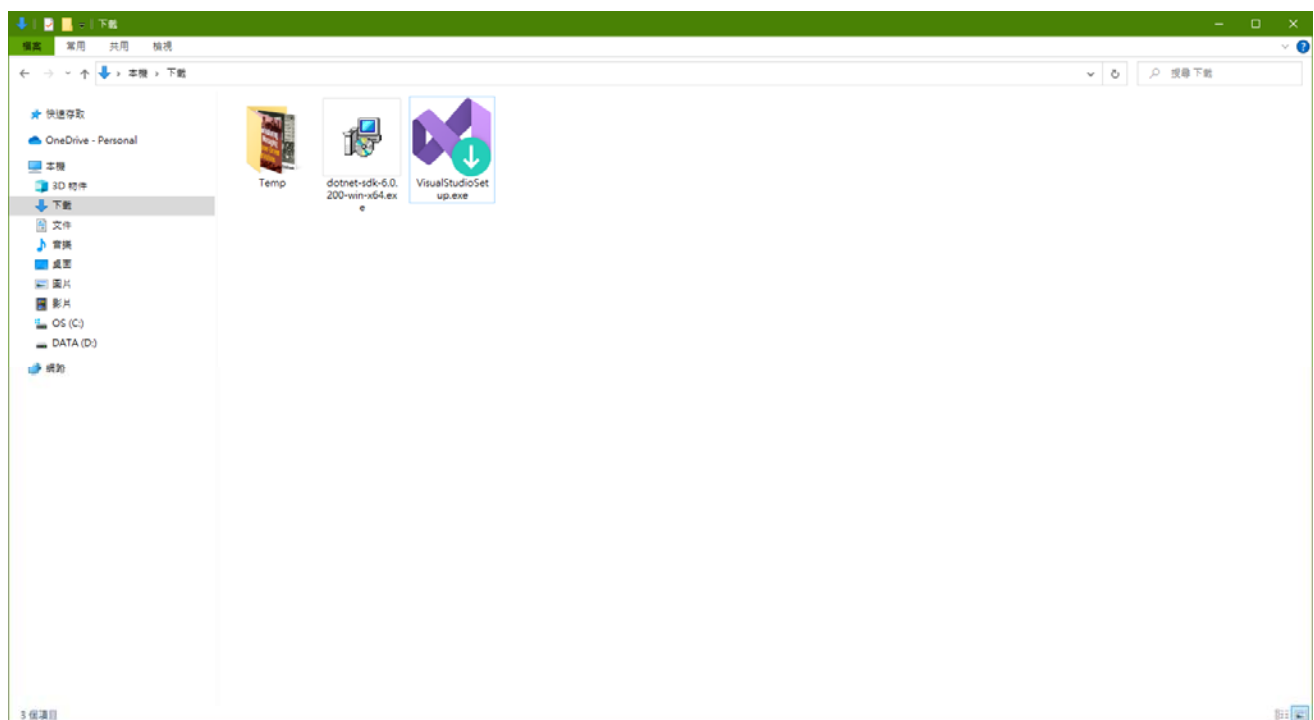 下載
檔案 常用 共用 檢視
本機 › 下載
搜尋 下載
快速存取
OneDrive - Personal
本機
3D 物件
下載
文件
音樂
桌面
圖片
影片
OS (C:)
DATA (D:)
網路
Temp
dotnet-sdk-6.0.
200-win-x64.ex
e
VisualStudioSet
up.exe
3 個項目